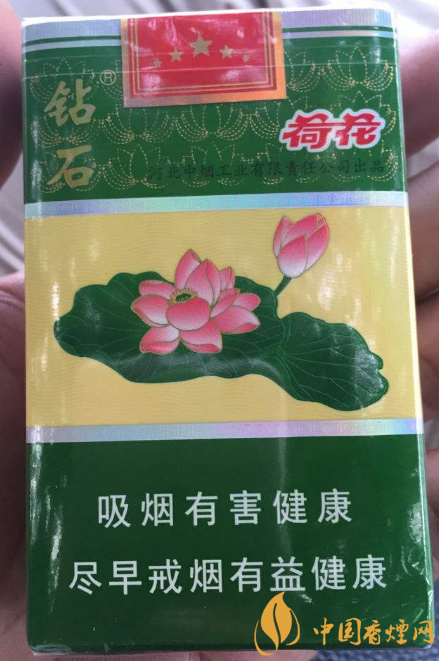 钻石®
荷花
河北中烟工业有限责任公司出品
吸烟有害健康
尽早戒烟有益健康
中国香烟网